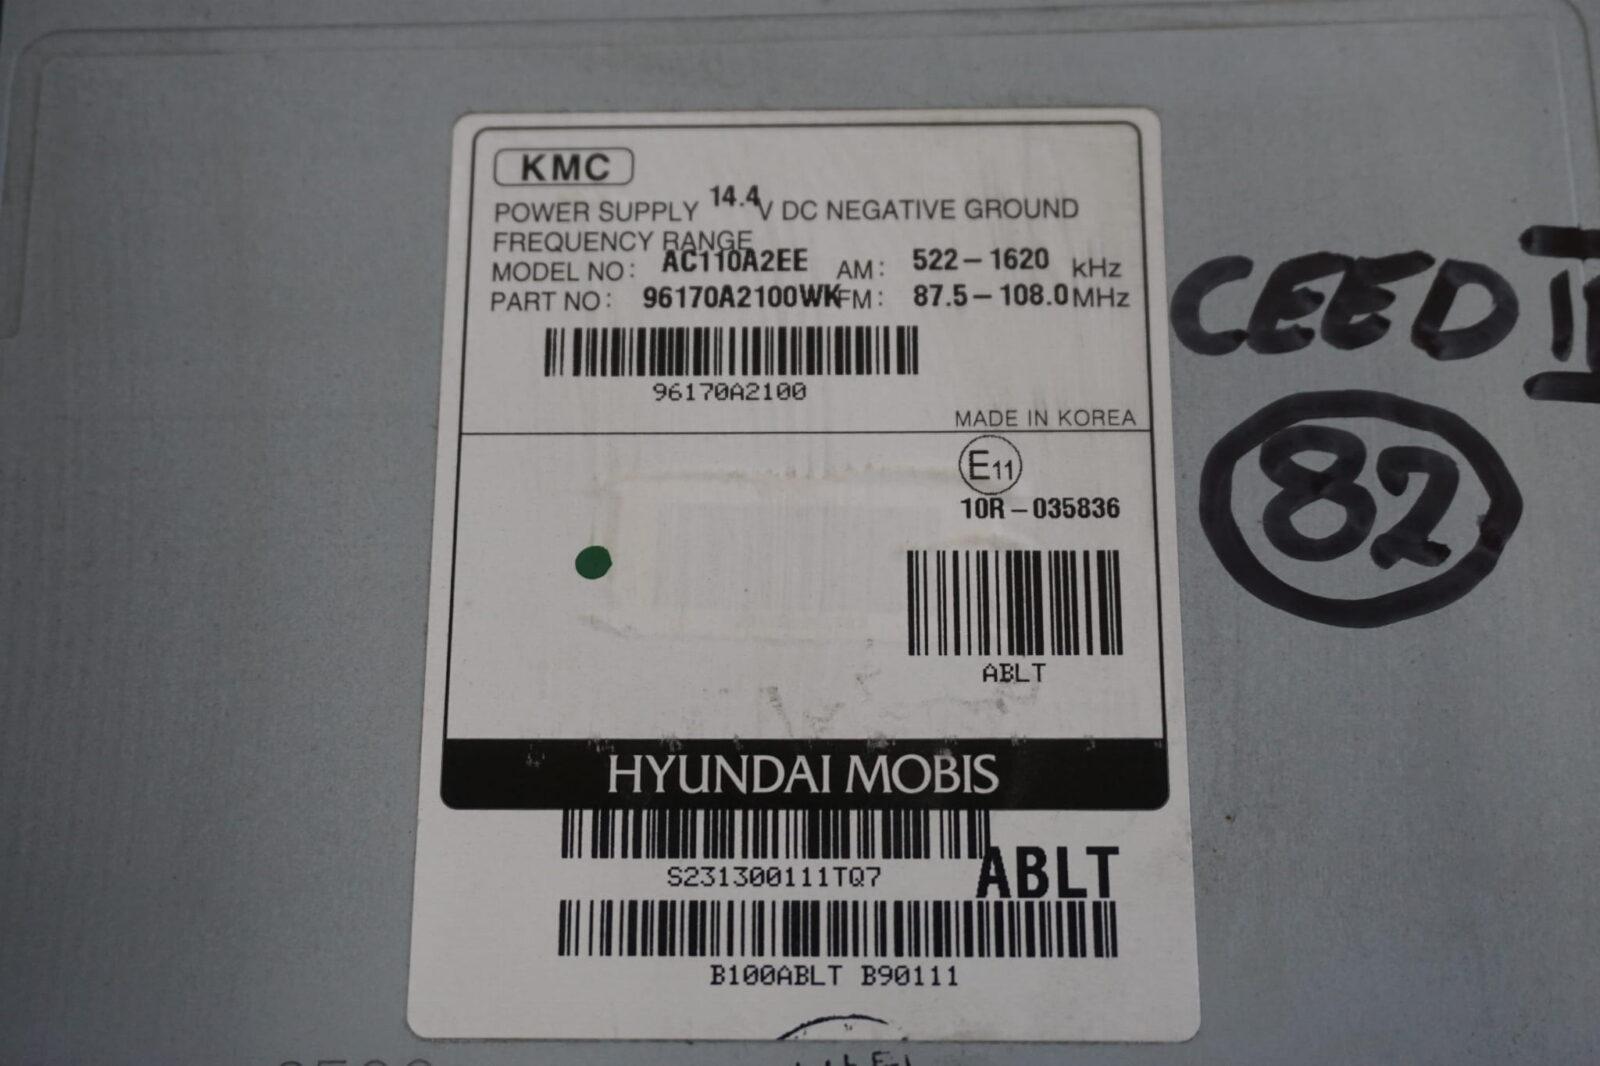 KMC
POWER SUPPLY 14.4V DC NEGATIVE GROUND
FREQUENCY RANGE
MODEL NO: AC110A2EE AM: 522-1620 kHz
PART NO: 96170A2100WK FM: 87.5-108.0 MHz
96170A2100
MADE IN KOREA
E11
10R-035836
ABLT
HYUNDAI MOBIS
S231300111TQ7
ABLT
B100ABLT B90111
CEED
82